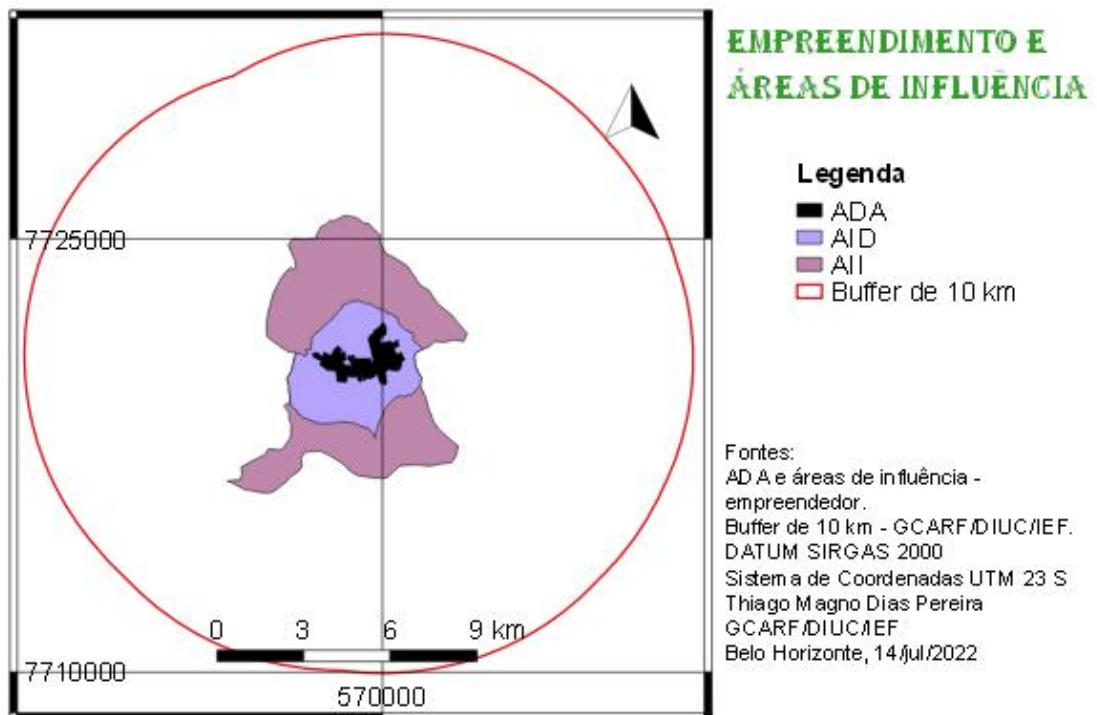 EMPREENDIMENTO E
ÁREAS DE INFLUÊNCIA
Legenda
ADA
AID
AII
Buffer de 10 km
7725000
Fontes:
ADA e áreas de influência -
empreendedor.
Buffer de 10 km - GCARF/DIUC/IEF.
DATUM SIRGAS 2000
Sistema de Coordenadas UTM 23 S
Thiago Magno Dias Pereira
GCARF/DIUC/IEF
Belo Horizonte, 14/jul/2022
0 3 6 9 km
7710000
570000